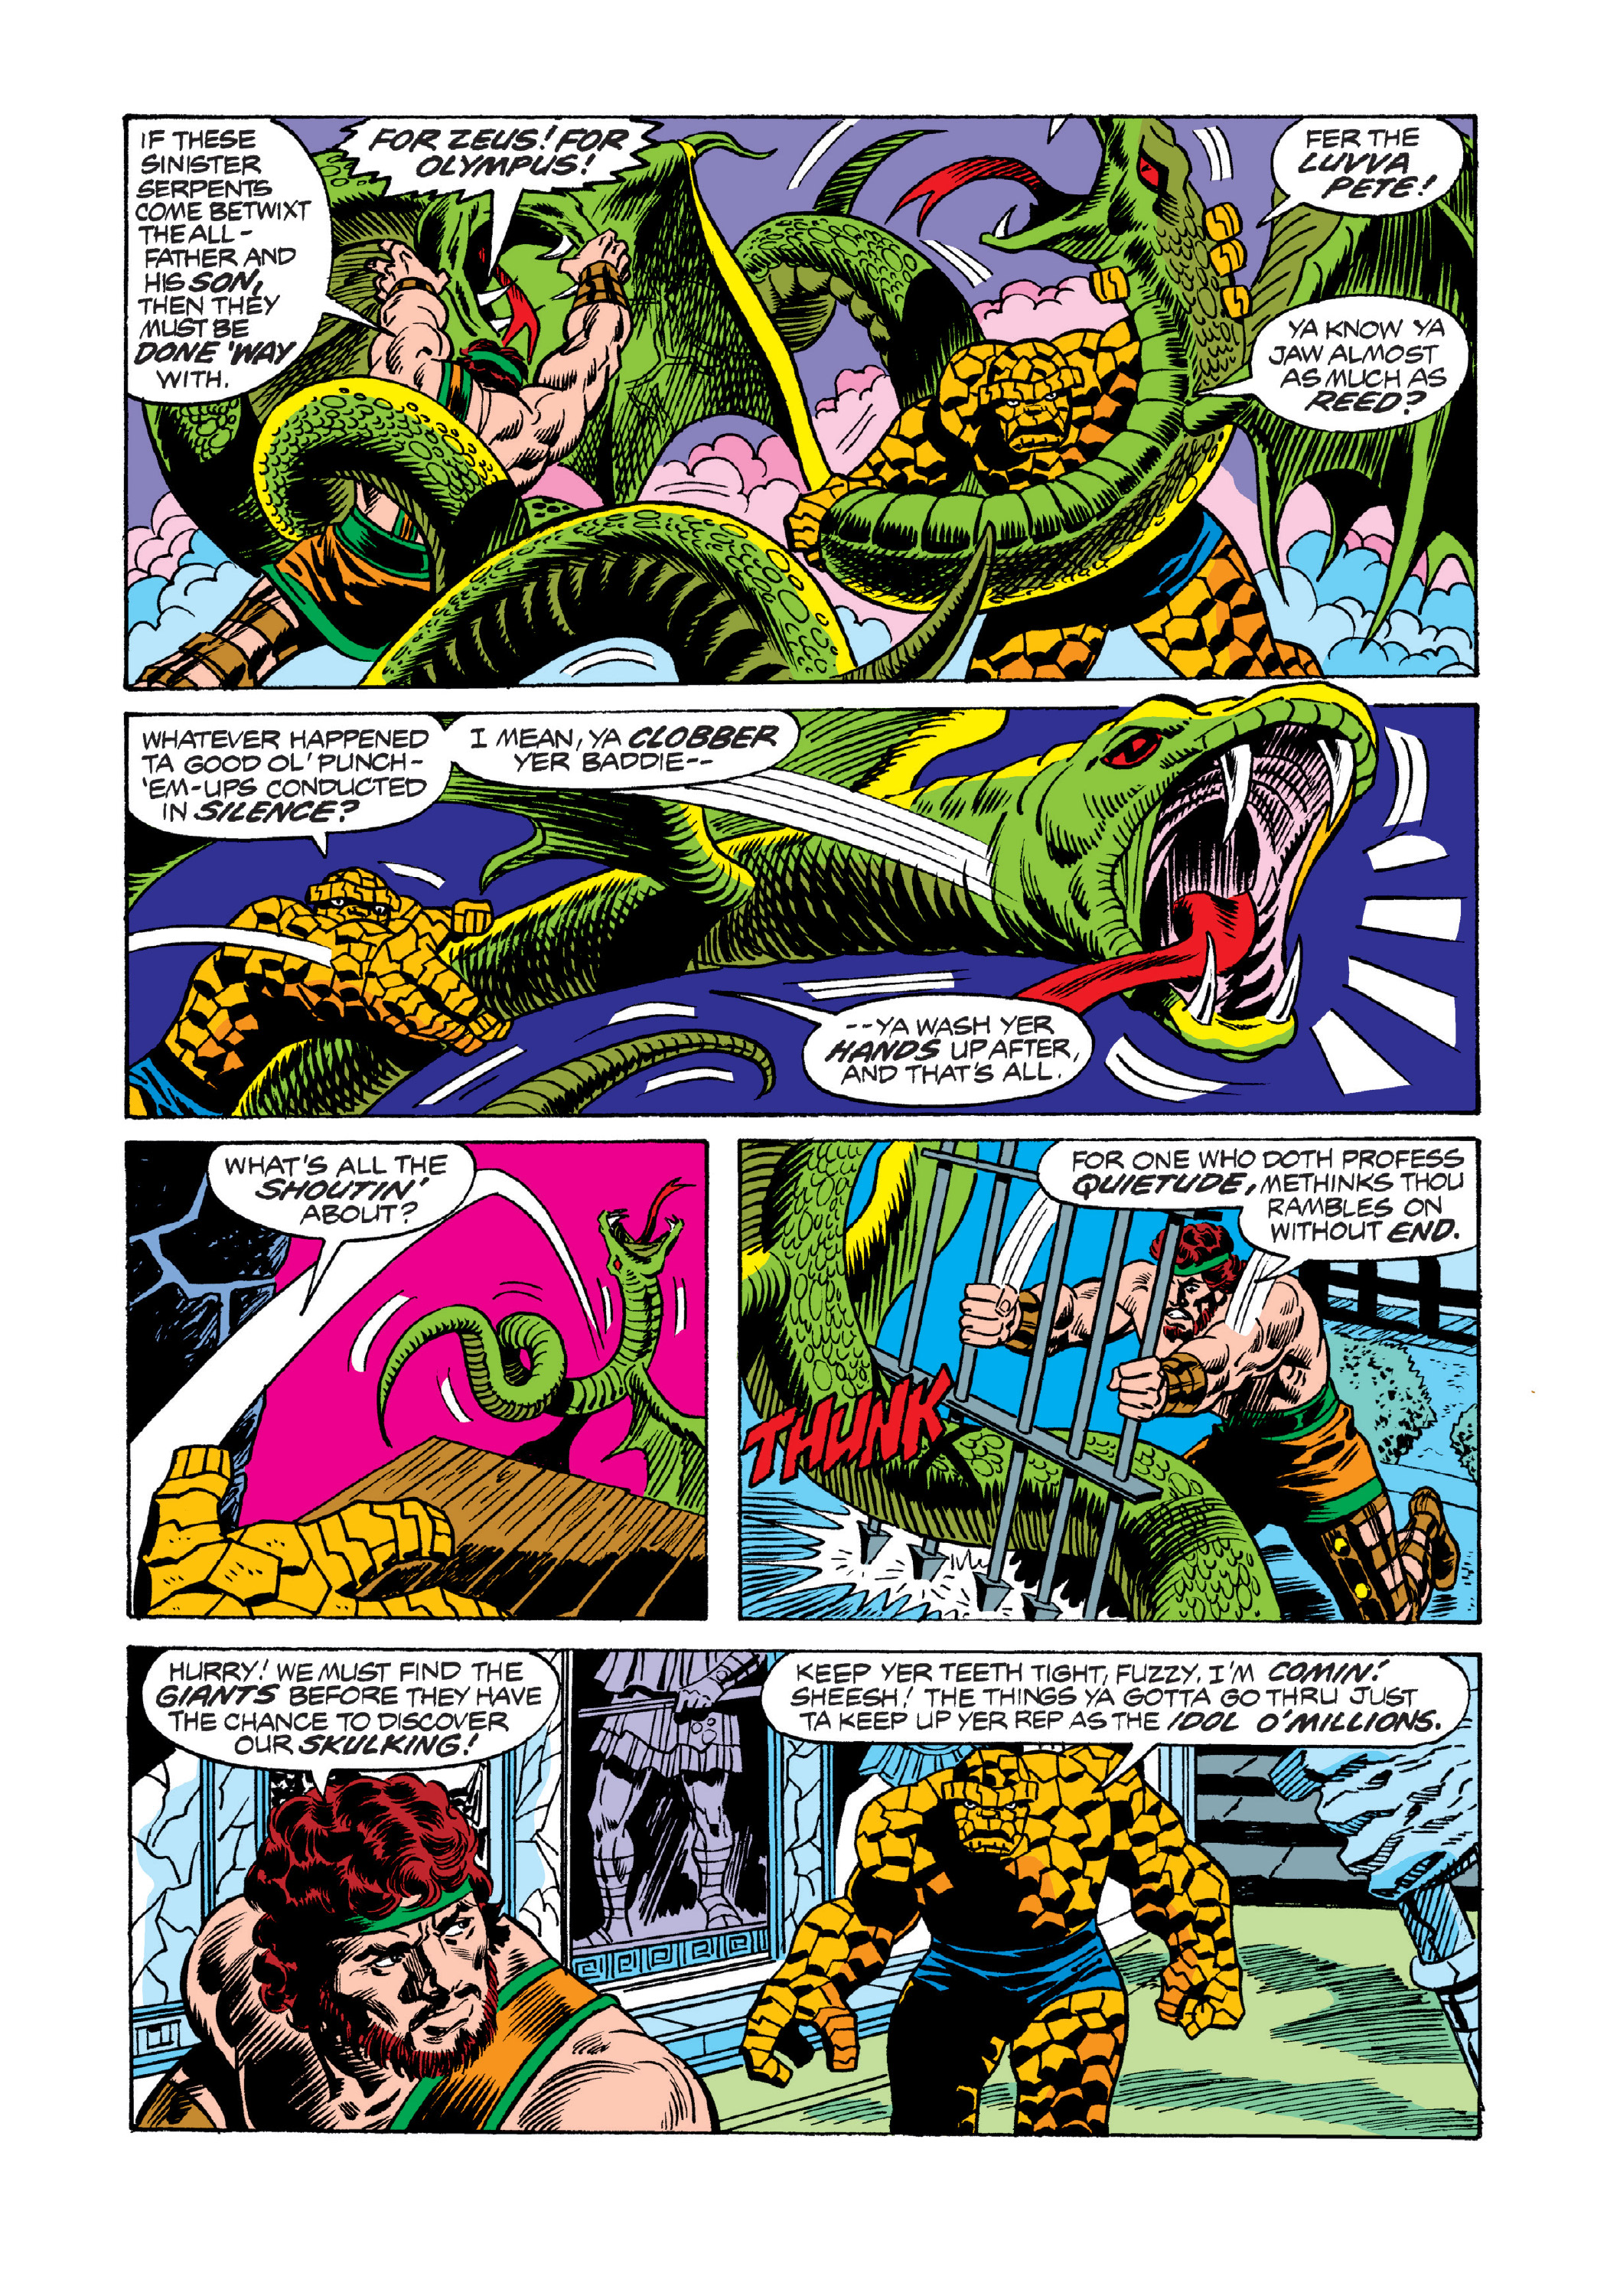 IF THESE
SINISTER
SERPENTS
COME BETWIXT
THE ALL-
FATHER AND
HIS SON,
THEN THEY
MUST BE
DONE 'WAY
WITH.
FOR ZEUS! FOR
OLYMPUS!
FER THE
LUVVA
PETE!
YA KNOW YA
JAW ALMOST
AS MUCH AS
REED?
WHATEVER HAPPENED
TA GOOD OL' PUNCH-
'EM-UPS CONDUCTED
IN SILENCE?
I MEAN, YA CLOBBER
YER BADDIE--
--YA WASH YER
HANDS UP AFTER,
AND THAT'S ALL.
WHAT'S ALL THE
SHOUTIN'
ABOUT?
FOR ONE WHO DOTH PROFESS
QUIETUDE, METHINKS THOU
RAMBLES ON
WITHOUT END.
THUNK
HURRY! WE MUST FIND THE
GIANTS BEFORE THEY HAVE
THE CHANCE TO DISCOVER
OUR SKULKING!
KEEP YER TEETH TIGHT, FUZZY, I'M COMIN!
SHEESH! THE THINGS YA GOTTA GO THRU JUST
TA KEEP UP YER REP AS THE IDOL O'MILLIONS.